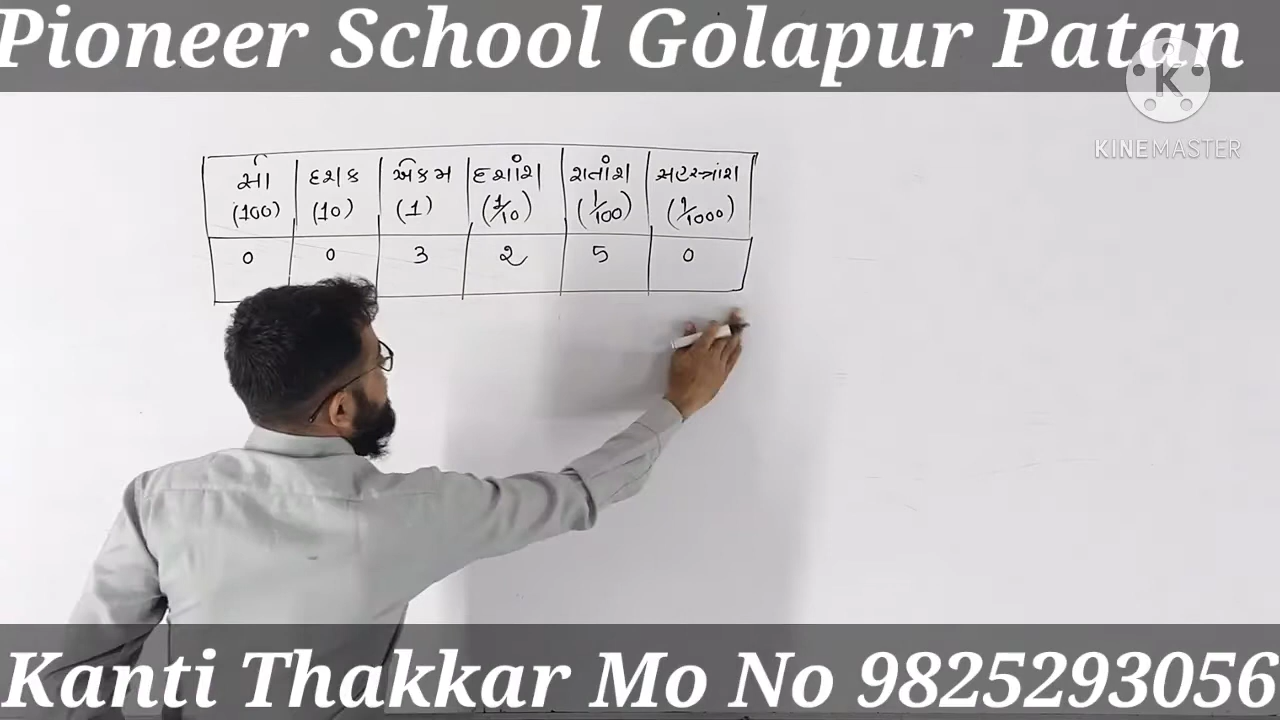 Pioneer School Golapur Patan
KINEMASTER
સો દશક એકમ દશાંશ શતાંશ સહસ્ત્રાંશ
(100) (10) (1) (1/10) (1/100) (1/1000)
0 0 3 2 5 0
Kanti Thakkar Mo No 9825293056